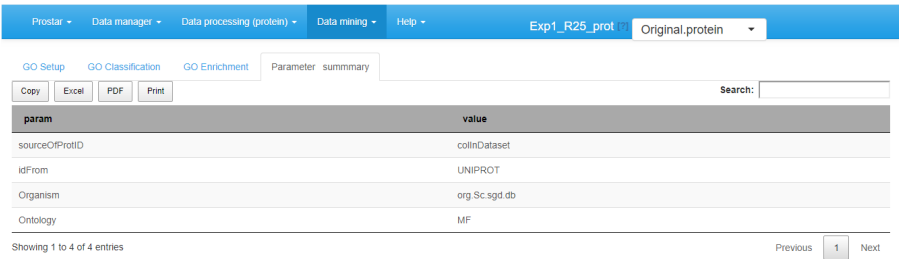 Prostar Data manager Data processing (protein) Data mining Help Exp1_R25_prot [?] Original.protein
GO Setup GO Classification GO Enrichment Parameter summmary
Copy Excel PDF Print Search:
param value
sourceOfProtID colInDataset
idFrom UNIPROT
Organism org.Sc.sgd.db
Ontology MF
Showing 1 to 4 of 4 entries Previous 1 Next